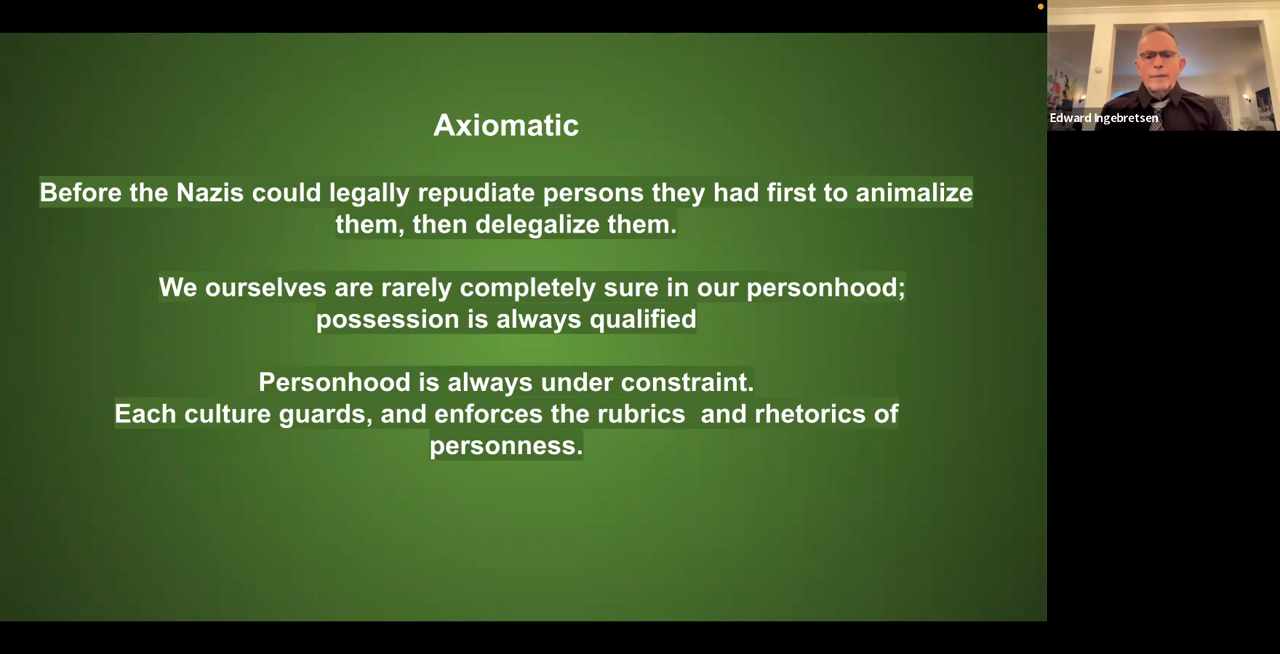 Axiomatic
Before the Nazis could legally repudiate persons they had first to animalize
them, then delegalize them.
We ourselves are rarely completely sure in our personhood;
possession is always qualified
Personhood is always under constraint.
Each culture guards, and enforces the rubrics  and rhetorics of
personness.
Edward Ingebretsen